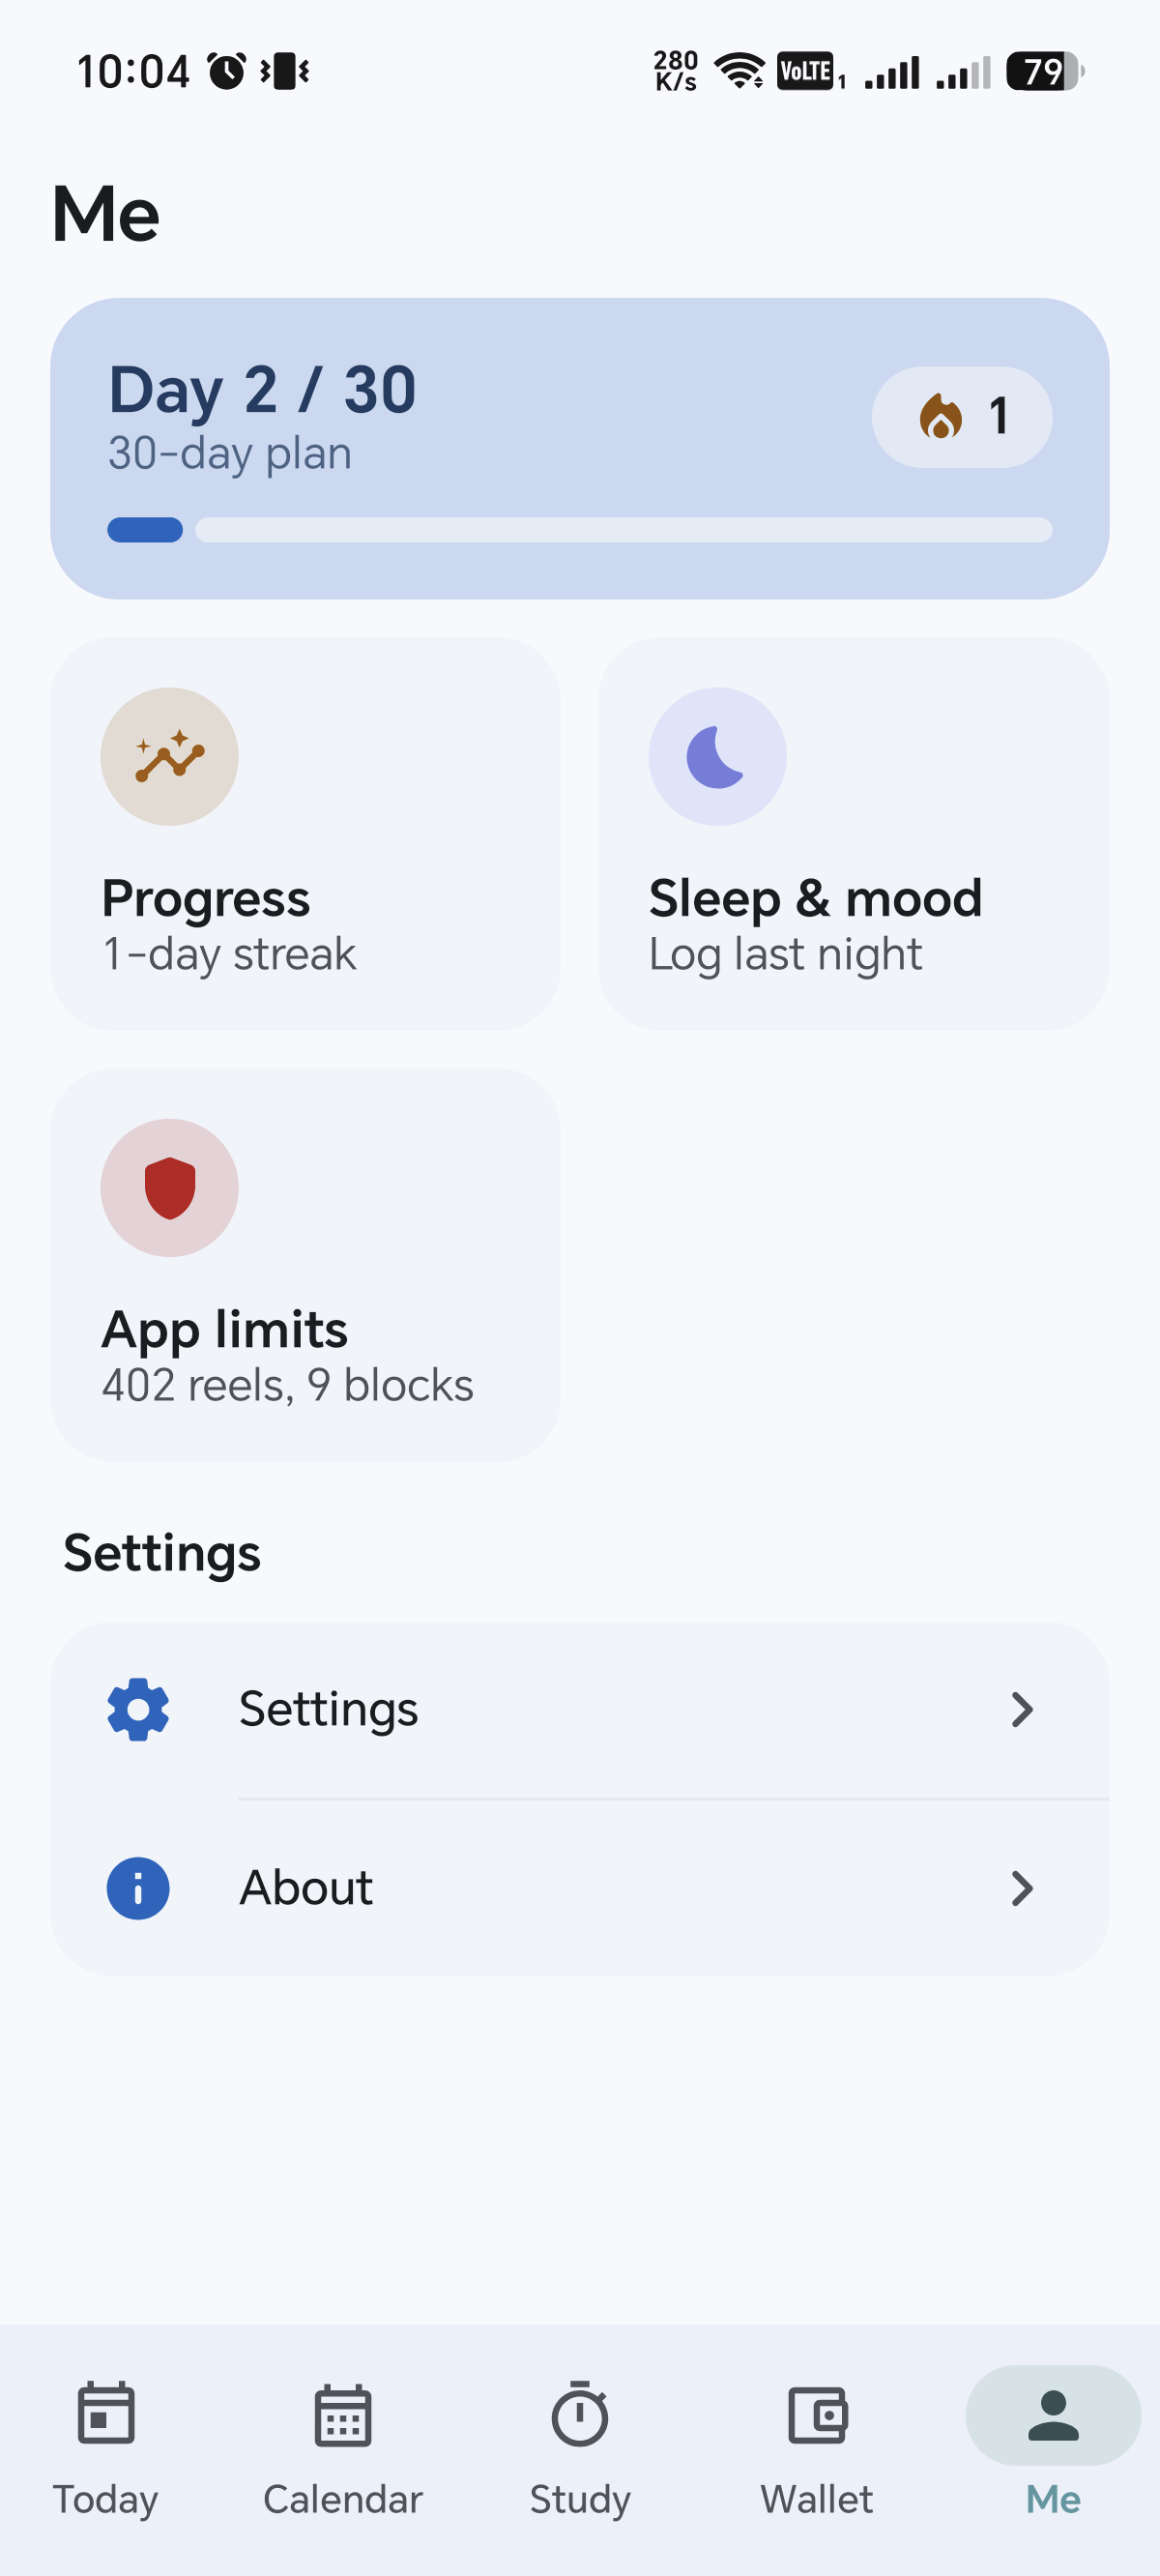 10:04
280 K/s
VoLTE 1
79
Me
Day 2 / 30
30-day plan
1
Progress
1-day streak
Sleep & mood
Log last night
App limits
402 reels, 9 blocks
Settings
Settings
About
Today
Calendar
Study
Wallet
Me